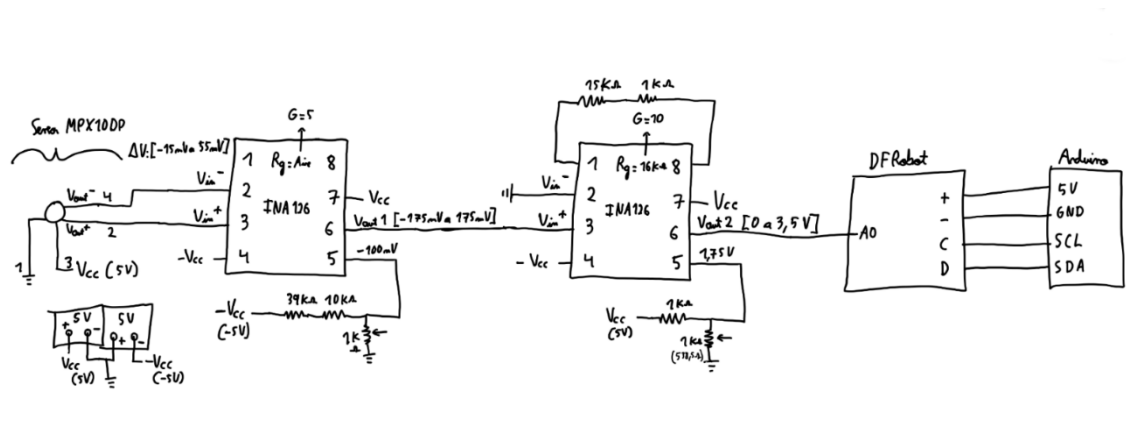 Sensor MPX10DP
ΔV:[-15mV a 55mV]
Vout⁻ 4
Vout⁺ 2
1
3 Vcc (5V)
5V 5V
+ - + -
Vcc (5V)
-Vcc (-5V)
G=5
Rg=Aire
INA126
1 8
2 7
3 6
4 5
Vin⁻
Vin⁺
-Vcc
Vcc
Vout1 [-175mV a 175mV]
-100mV
-Vcc (-5V)
39KΩ 10KΩ
1KΩ
15KΩ 1KΩ
G=10
Rg=16KΩ
INA126
1 8
2 7
3 6
4 5
Vin⁻
Vin⁺
-Vcc
Vcc
Vout2 [0 a 3,5V]
1,75V
Vcc (5V)
1KΩ
1KΩ
DFRobot
A0
+
-
C
D
Arduino
5V
GND
SCL
SDA